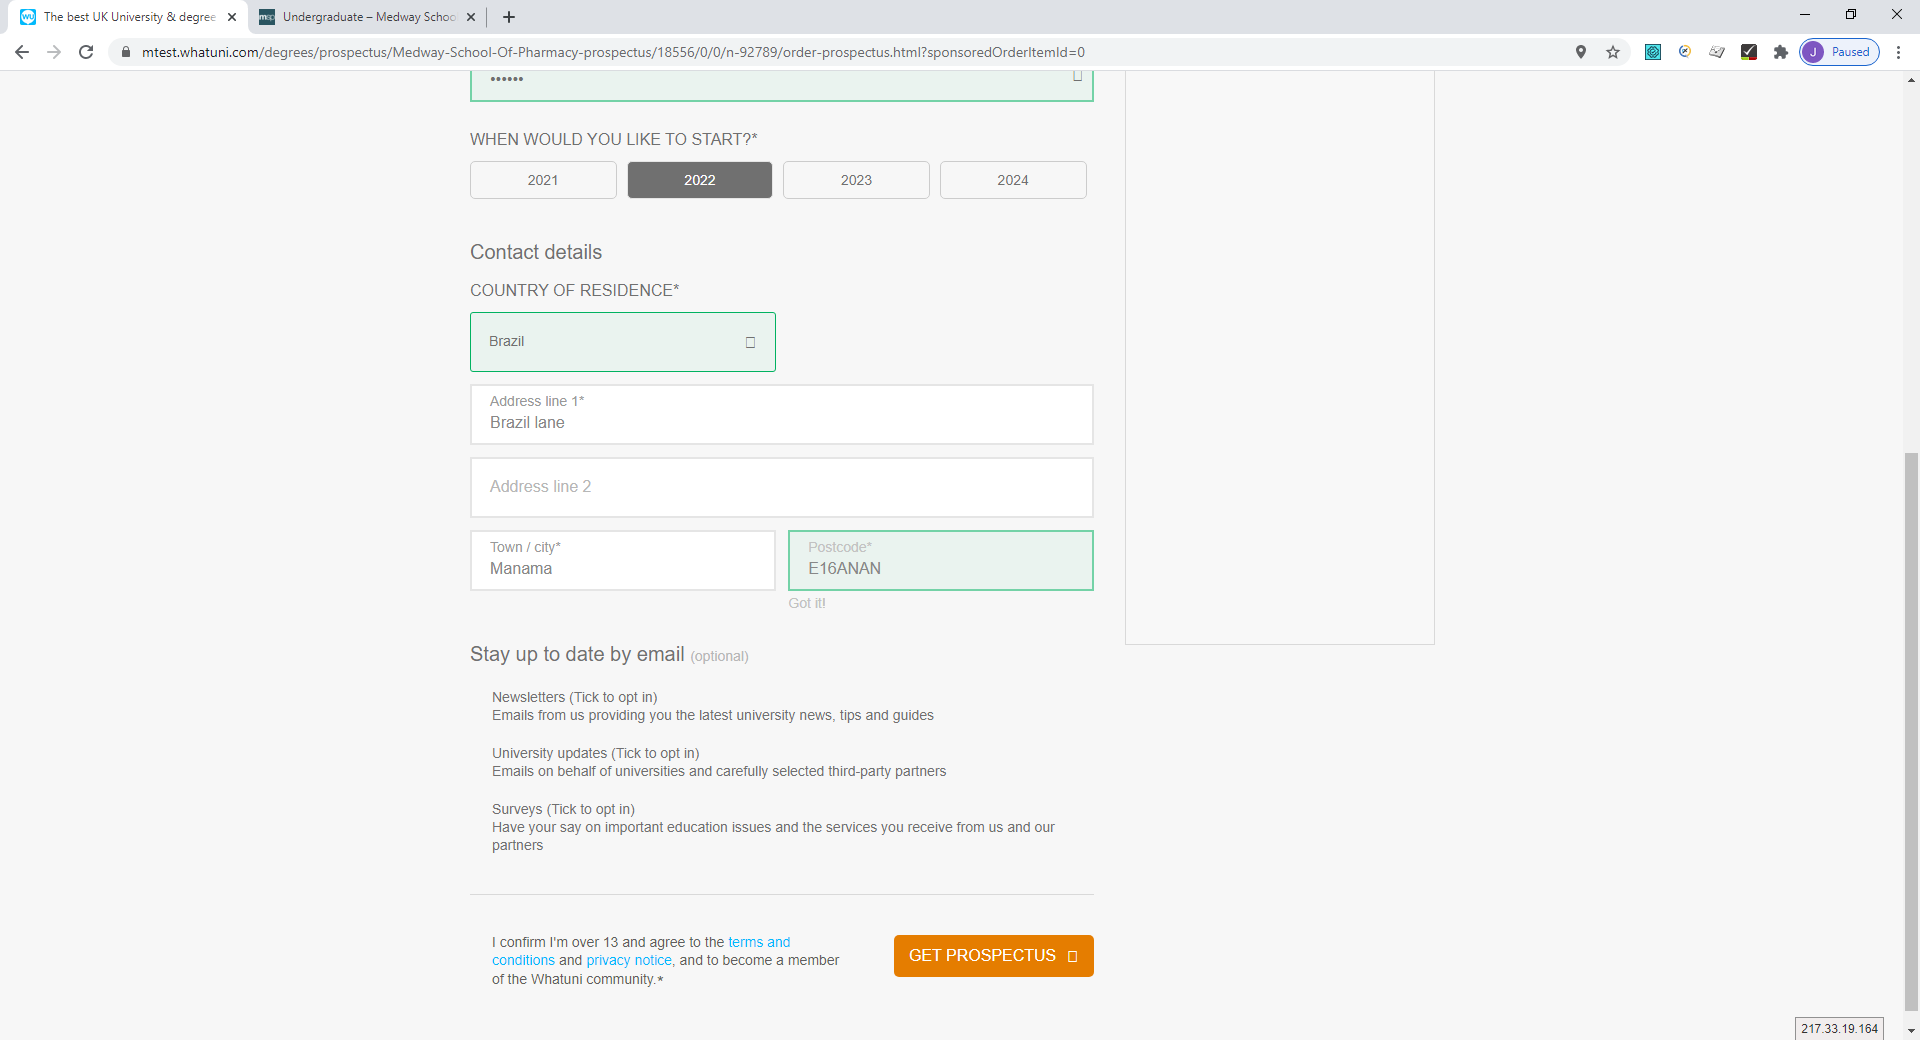 The best UK University & degree
Undergraduate – Medway Schoo
mtest.whatuni.com/degrees/prospectus/Medway-School-Of-Pharmacy-prospectus/18556/0/0/n-92789/order-prospectus.html?sponsoredOrderItemId=0
J Paused
••••••
WHEN WOULD YOU LIKE TO START?*
2021 2022 2023 2024
Contact details
COUNTRY OF RESIDENCE*
Brazil
Address line 1*
Brazil lane
Address line 2
Town / city* Postcode*
Manama E16ANAN
Got it!
Stay up to date by email (optional)
Newsletters (Tick to opt in)
Emails from us providing you the latest university news, tips and guides
University updates (Tick to opt in)
Emails on behalf of universities and carefully selected third-party partners
Surveys (Tick to opt in)
Have your say on important education issues and the services you receive from us and our
partners
I confirm I'm over 13 and agree to the terms and
conditions and privacy notice, and to become a member
of the Whatuni community.*
GET PROSPECTUS
217.33.19.164